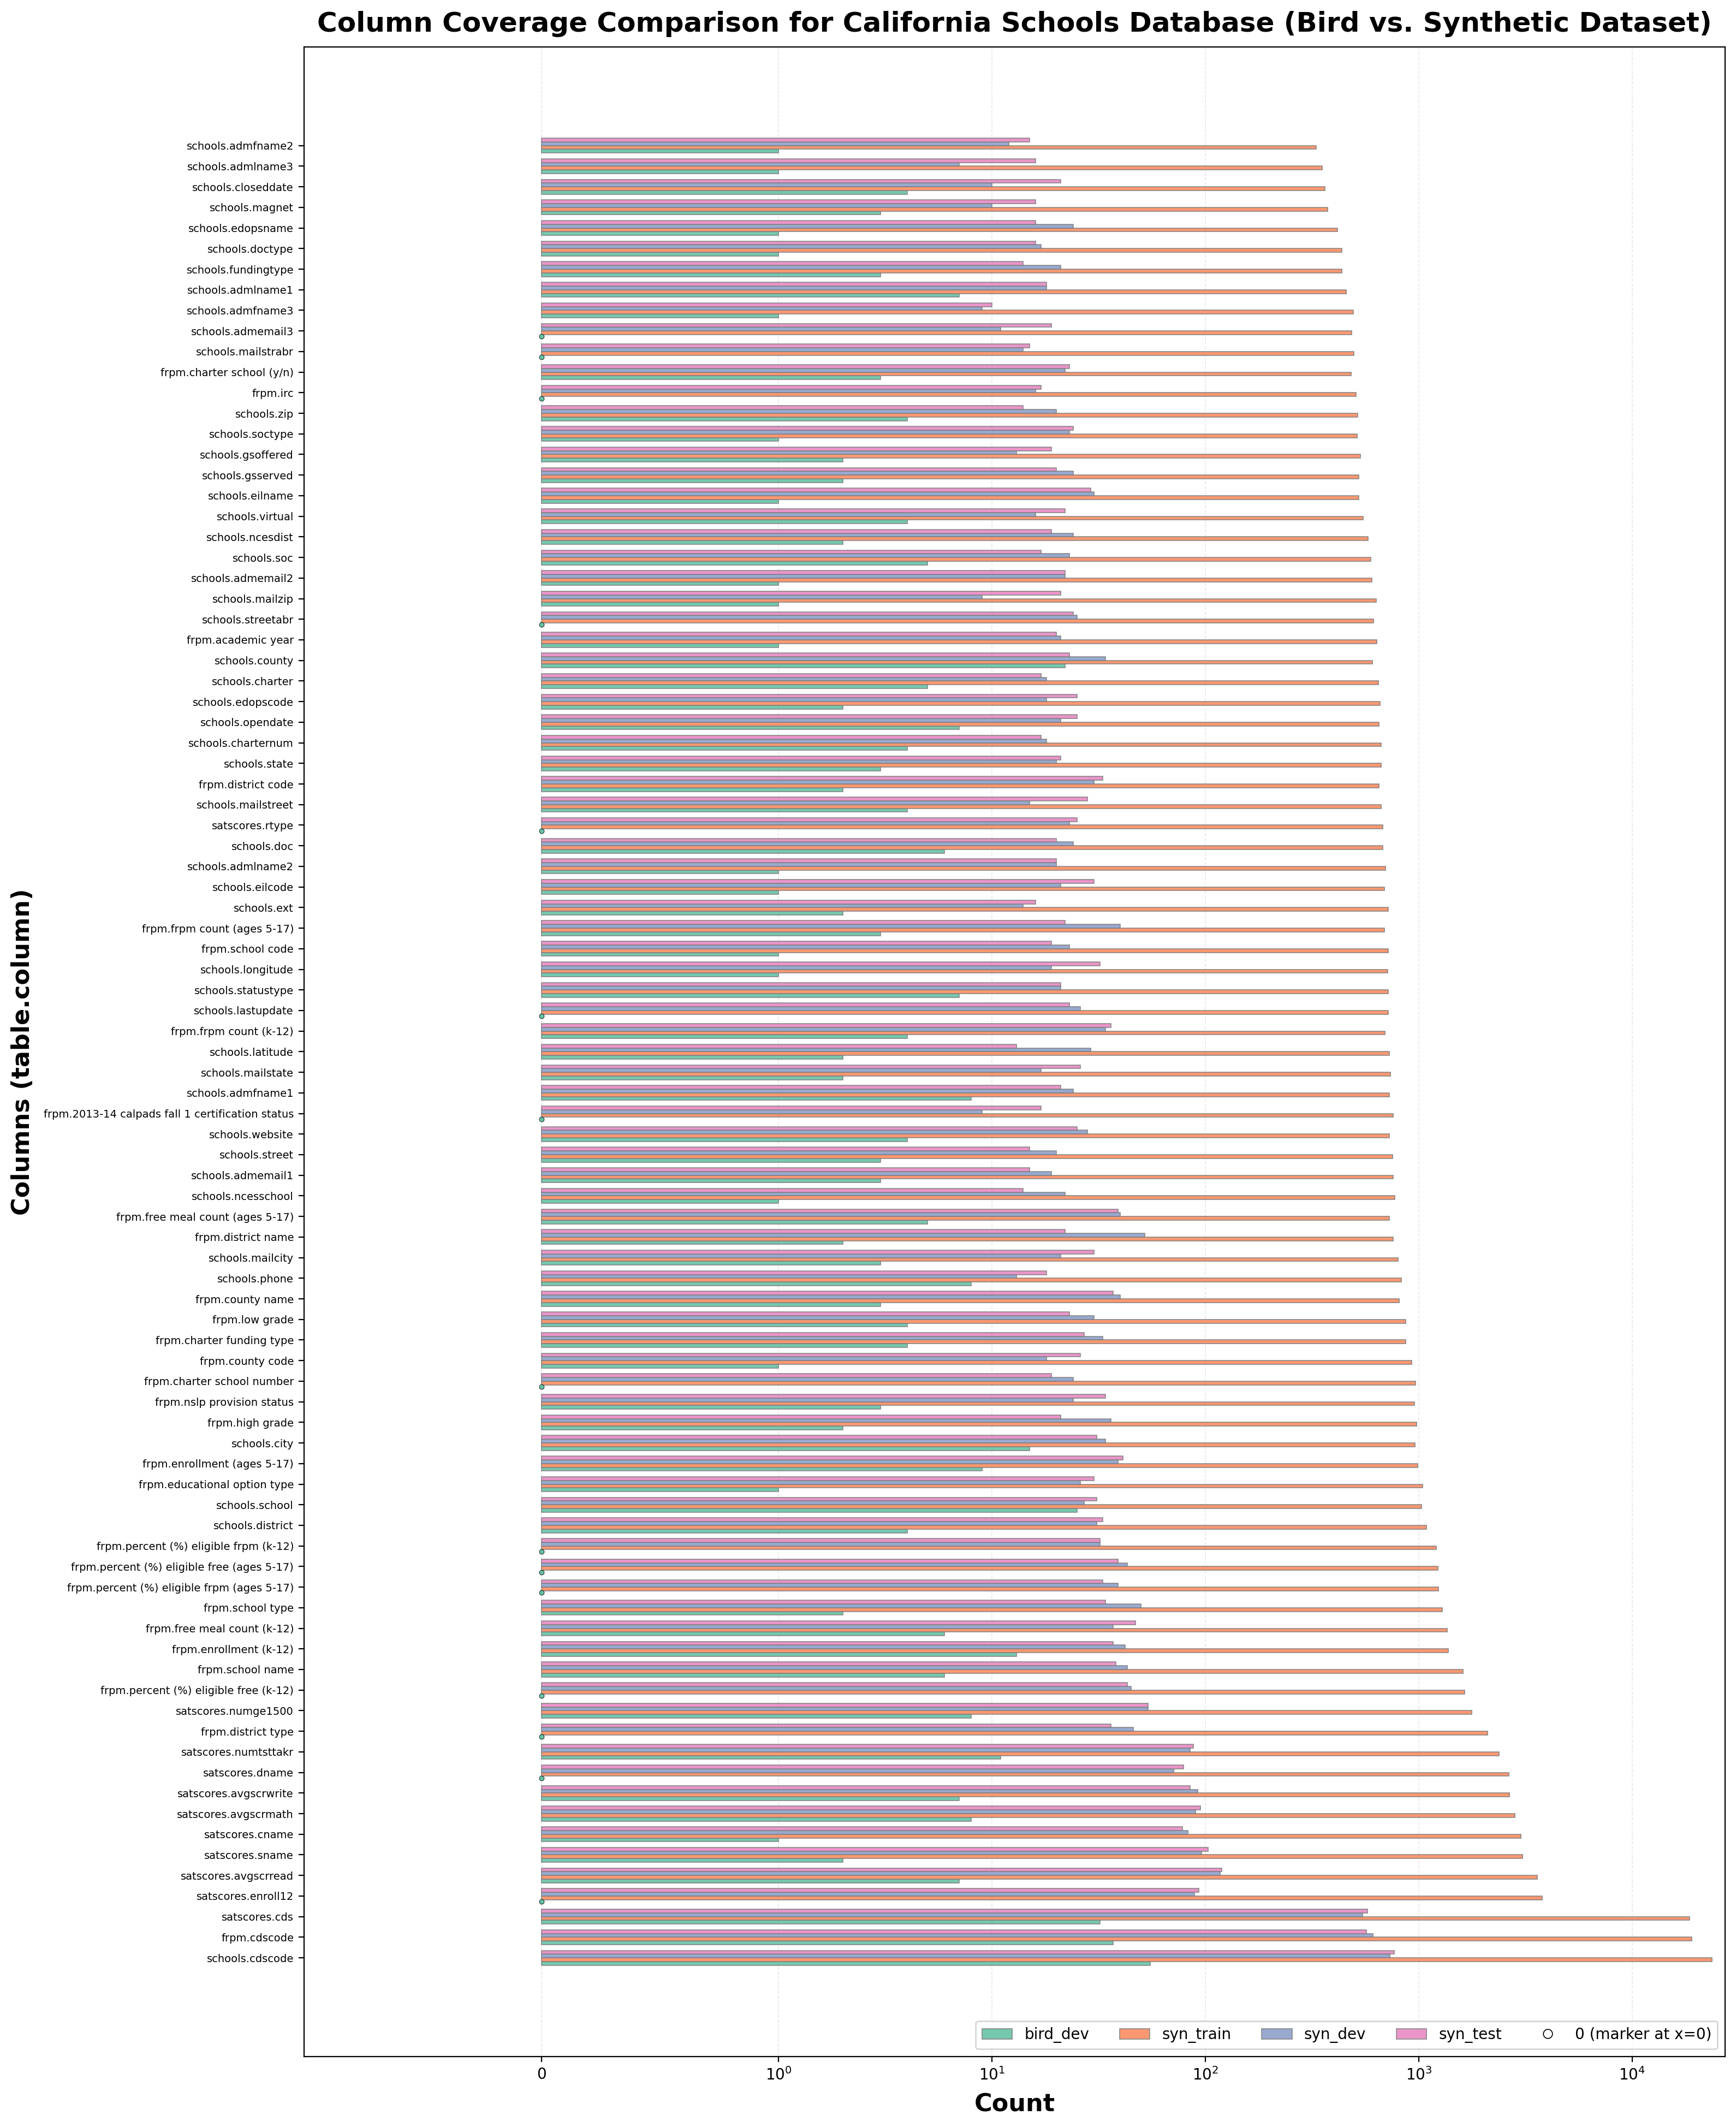 Column Coverage Comparison for California Schools Database (Bird vs. Synthetic Dataset)
Columns (table.column)
schools.admfname2
schools.admlname3
schools.closeddate
schools.magnet
schools.edopsname
schools.doctype
schools.fundingtype
schools.admlname1
schools.admfname3
schools.admemail3
schools.mailstrabr
frpm.charter school (y/n)
frpm.irc
schools.zip
schools.soctype
schools.gsoffered
schools.gsserved
schools.eilname
schools.virtual
schools.ncesdist
schools.soc
schools.admemail2
schools.mailzip
schools.streetabr
frpm.academic year
schools.county
schools.charter
schools.edopscode
schools.opendate
schools.charternum
schools.state
frpm.district code
schools.mailstreet
satscores.rtype
schools.doc
schools.admlname2
schools.eilcode
schools.ext
frpm.frpm count (ages 5-17)
frpm.school code
schools.longitude
schools.statustype
schools.lastupdate
frpm.frpm count (k-12)
schools.latitude
schools.mailstate
schools.admfname1
frpm.2013-14 calpads fall 1 certification status
schools.website
schools.street
schools.admemail1
schools.ncesschool
frpm.free meal count (ages 5-17)
frpm.district name
schools.mailcity
schools.phone
frpm.county name
frpm.low grade
frpm.charter funding type
frpm.county code
frpm.charter school number
frpm.nslp provision status
frpm.high grade
schools.city
frpm.enrollment (ages 5-17)
frpm.educational option type
schools.school
schools.district
frpm.percent (%) eligible frpm (k-12)
frpm.percent (%) eligible free (ages 5-17)
frpm.percent (%) eligible frpm (ages 5-17)
frpm.school type
frpm.free meal count (k-12)
frpm.enrollment (k-12)
frpm.school name
frpm.percent (%) eligible free (k-12)
satscores.numge1500
frpm.district type
satscores.numtsttakr
satscores.dname
satscores.avgscrwrite
satscores.avgscrmath
satscores.cname
satscores.sname
satscores.avgscrread
satscores.enroll12
satscores.cds
frpm.cdscode
schools.cdscode
bird_dev syn_train syn_dev syn_test 0 (marker at x=0)
0 10⁰ 10¹ 10² 10³ 10⁴
Count